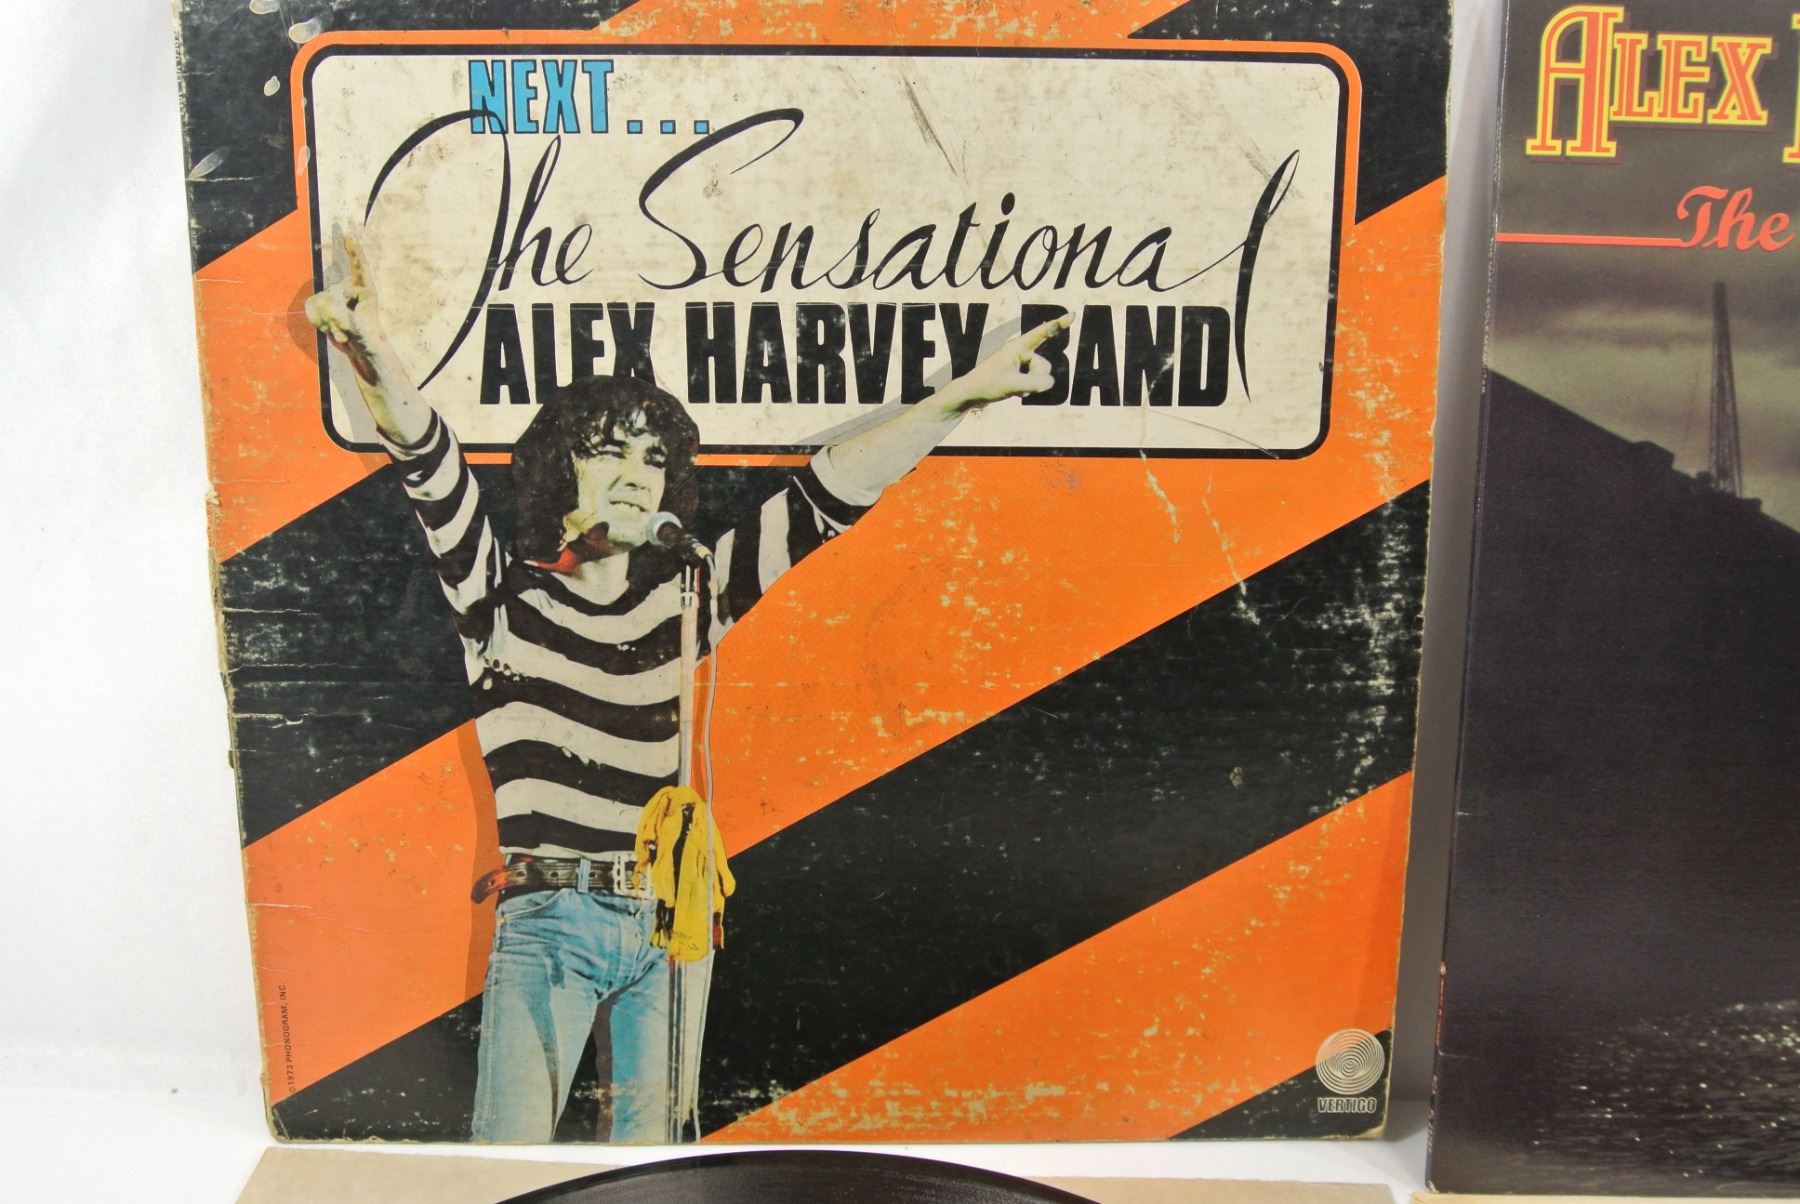 NEXT...
The Sensational
ALEX HARVEY BAND
©1973 PHONOGRAM, INC.
VERTIGO
ALEX
The